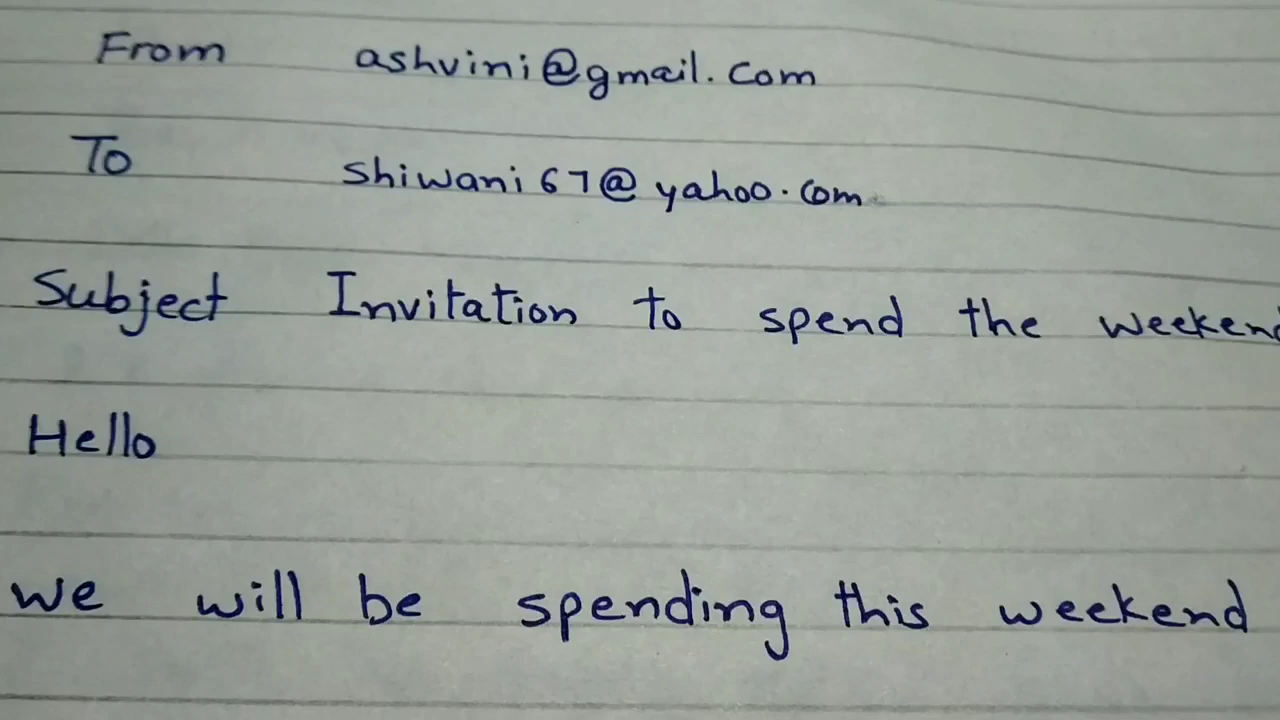 From ashvini@gmail.com
To shiwani67@yahoo.com
Subject Invitation to spend the weekend
Hello
we will be spending this weekend